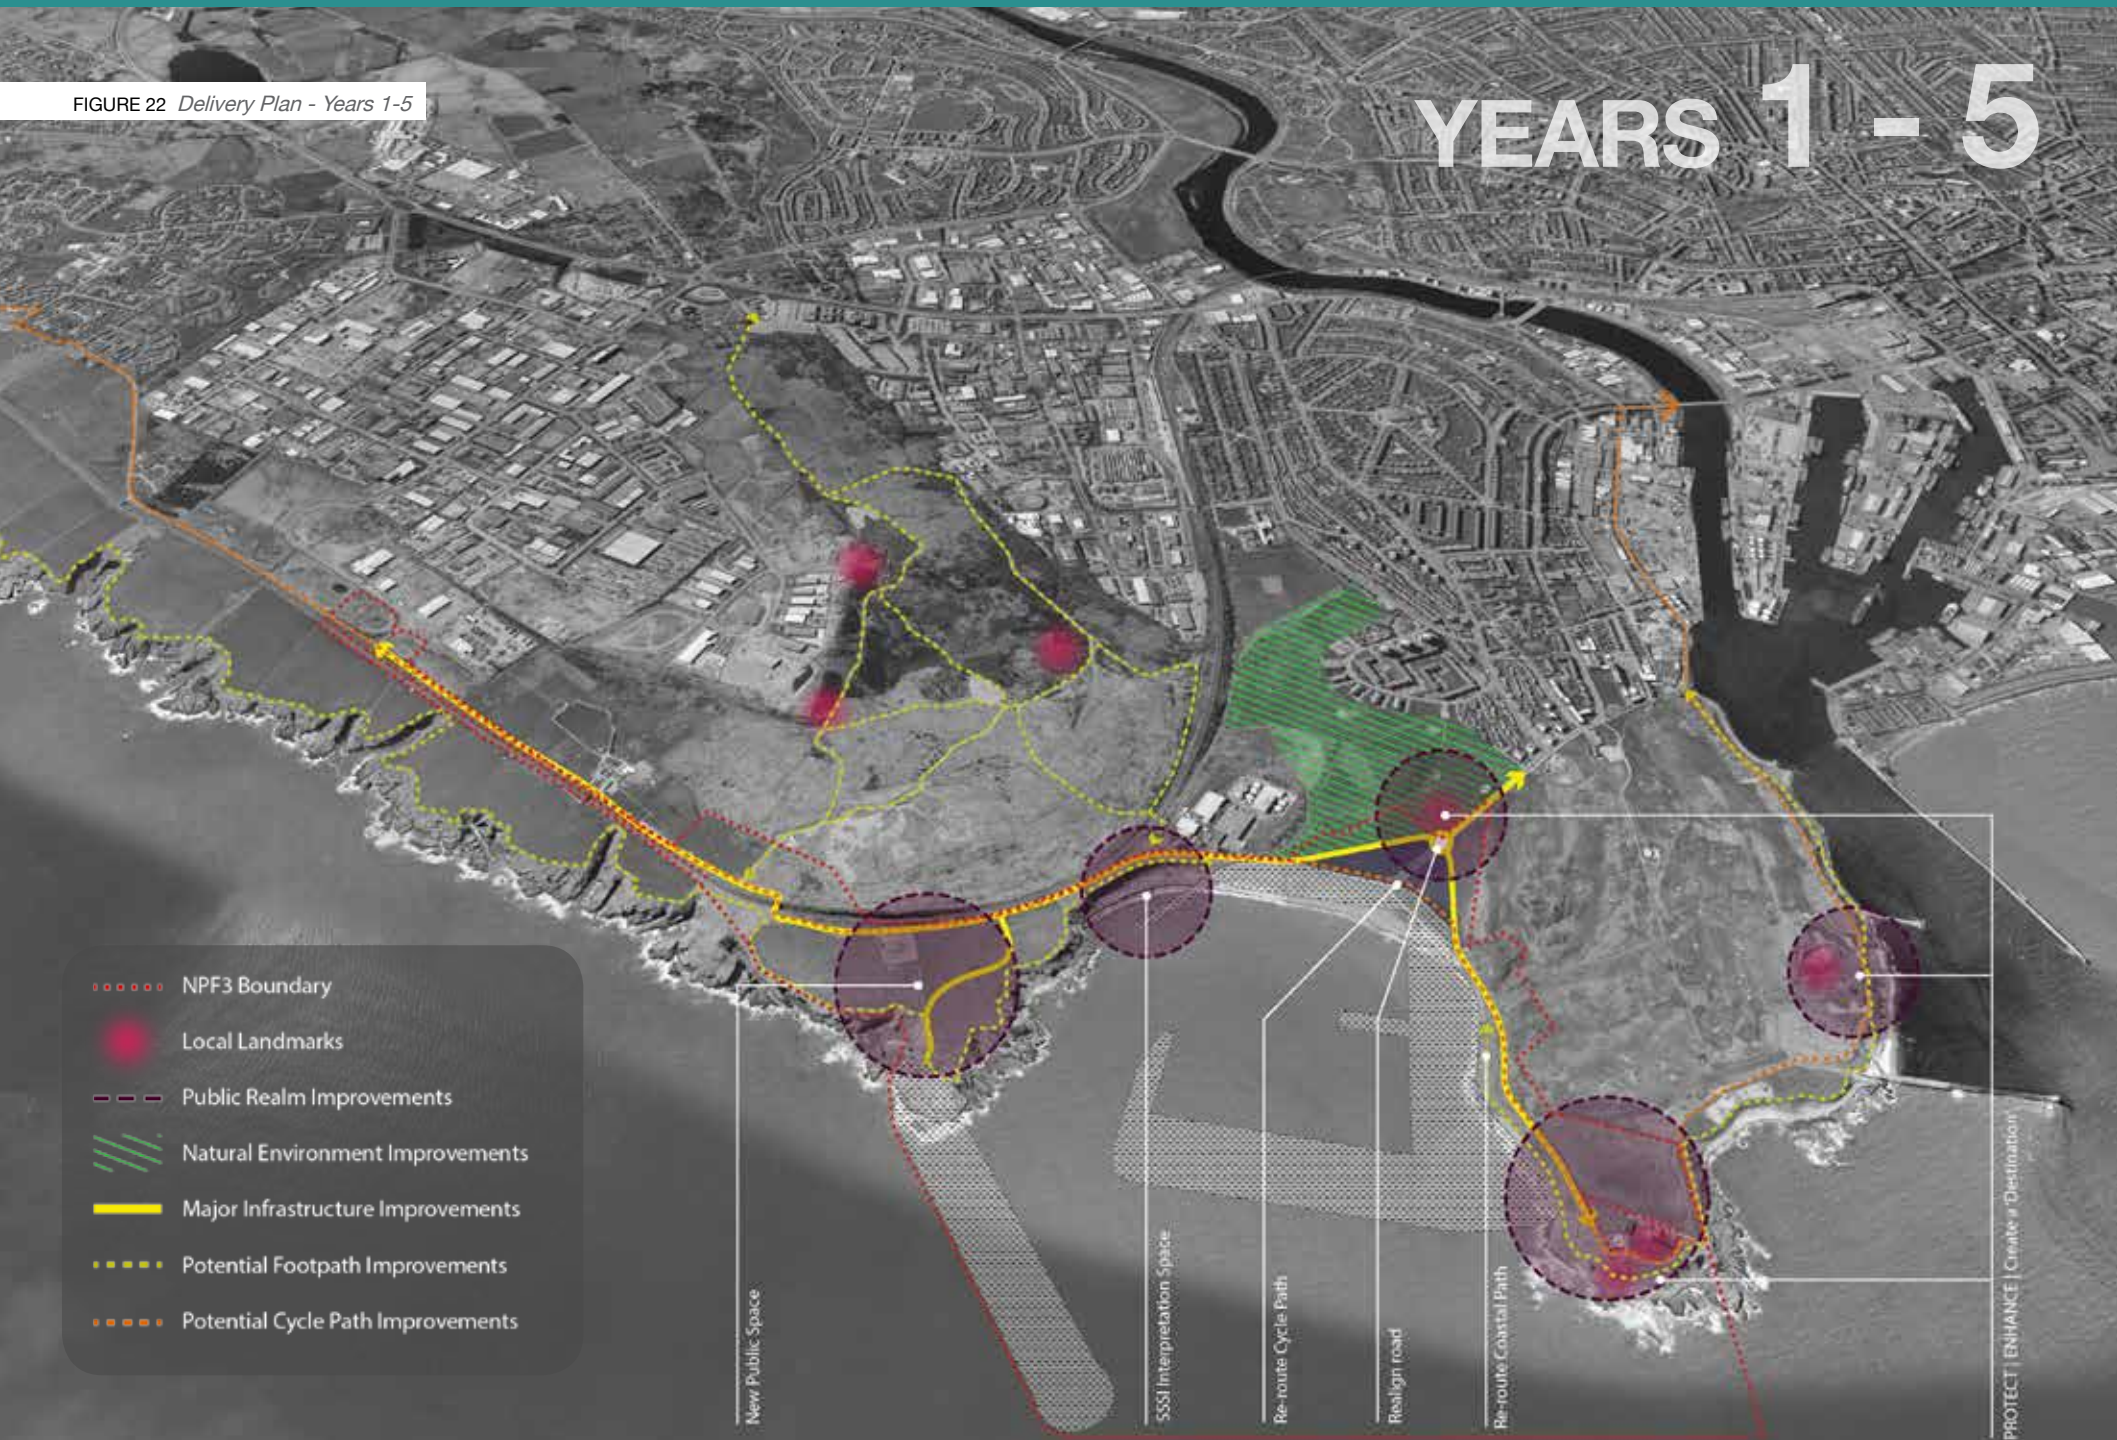 FIGURE 22 Delivery Plan - Years 1-5
YEARS 1 - 5
NPF3 Boundary
Local Landmarks
Public Realm Improvements
Natural Environment Improvements
Major Infrastructure Improvements
Potential Footpath Improvements
Potential Cycle Path Improvements
New Public Space
SSSI Interpretation Space
Re-route Cycle Path
Realign road
Re-route Coastal Path
PROTECT | ENHANCE | Create a Destination